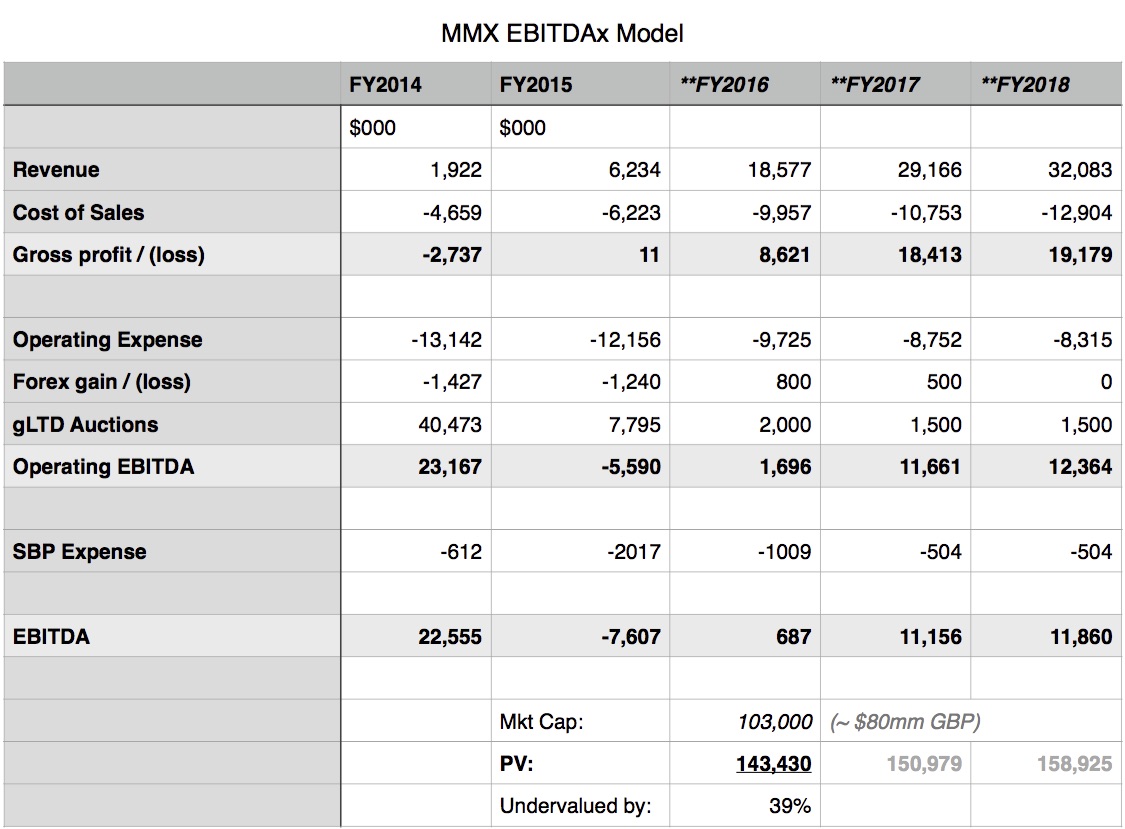 MMX EBITDAx Model
FY2014 FY2015 **FY2016 **FY2017 **FY2018
$000 $000
Revenue 1,922 6,234 18,577 29,166 32,083
Cost of Sales -4,659 -6,223 -9,957 -10,753 -12,904
Gross profit / (loss) -2,737 11 8,621 18,413 19,179
Operating Expense -13,142 -12,156 -9,725 -8,752 -8,315
Forex gain / (loss) -1,427 -1,240 800 500 0
gLTD Auctions 40,473 7,795 2,000 1,500 1,500
Operating EBITDA 23,167 -5,590 1,696 11,661 12,364
SBP Expense -612 -2017 -1009 -504 -504
EBITDA 22,555 -7,607 687 11,156 11,860
Mkt Cap: 103,000 (~ $80mm GBP)
PV: 143,430 150,979 158,925
Undervalued by: 39%